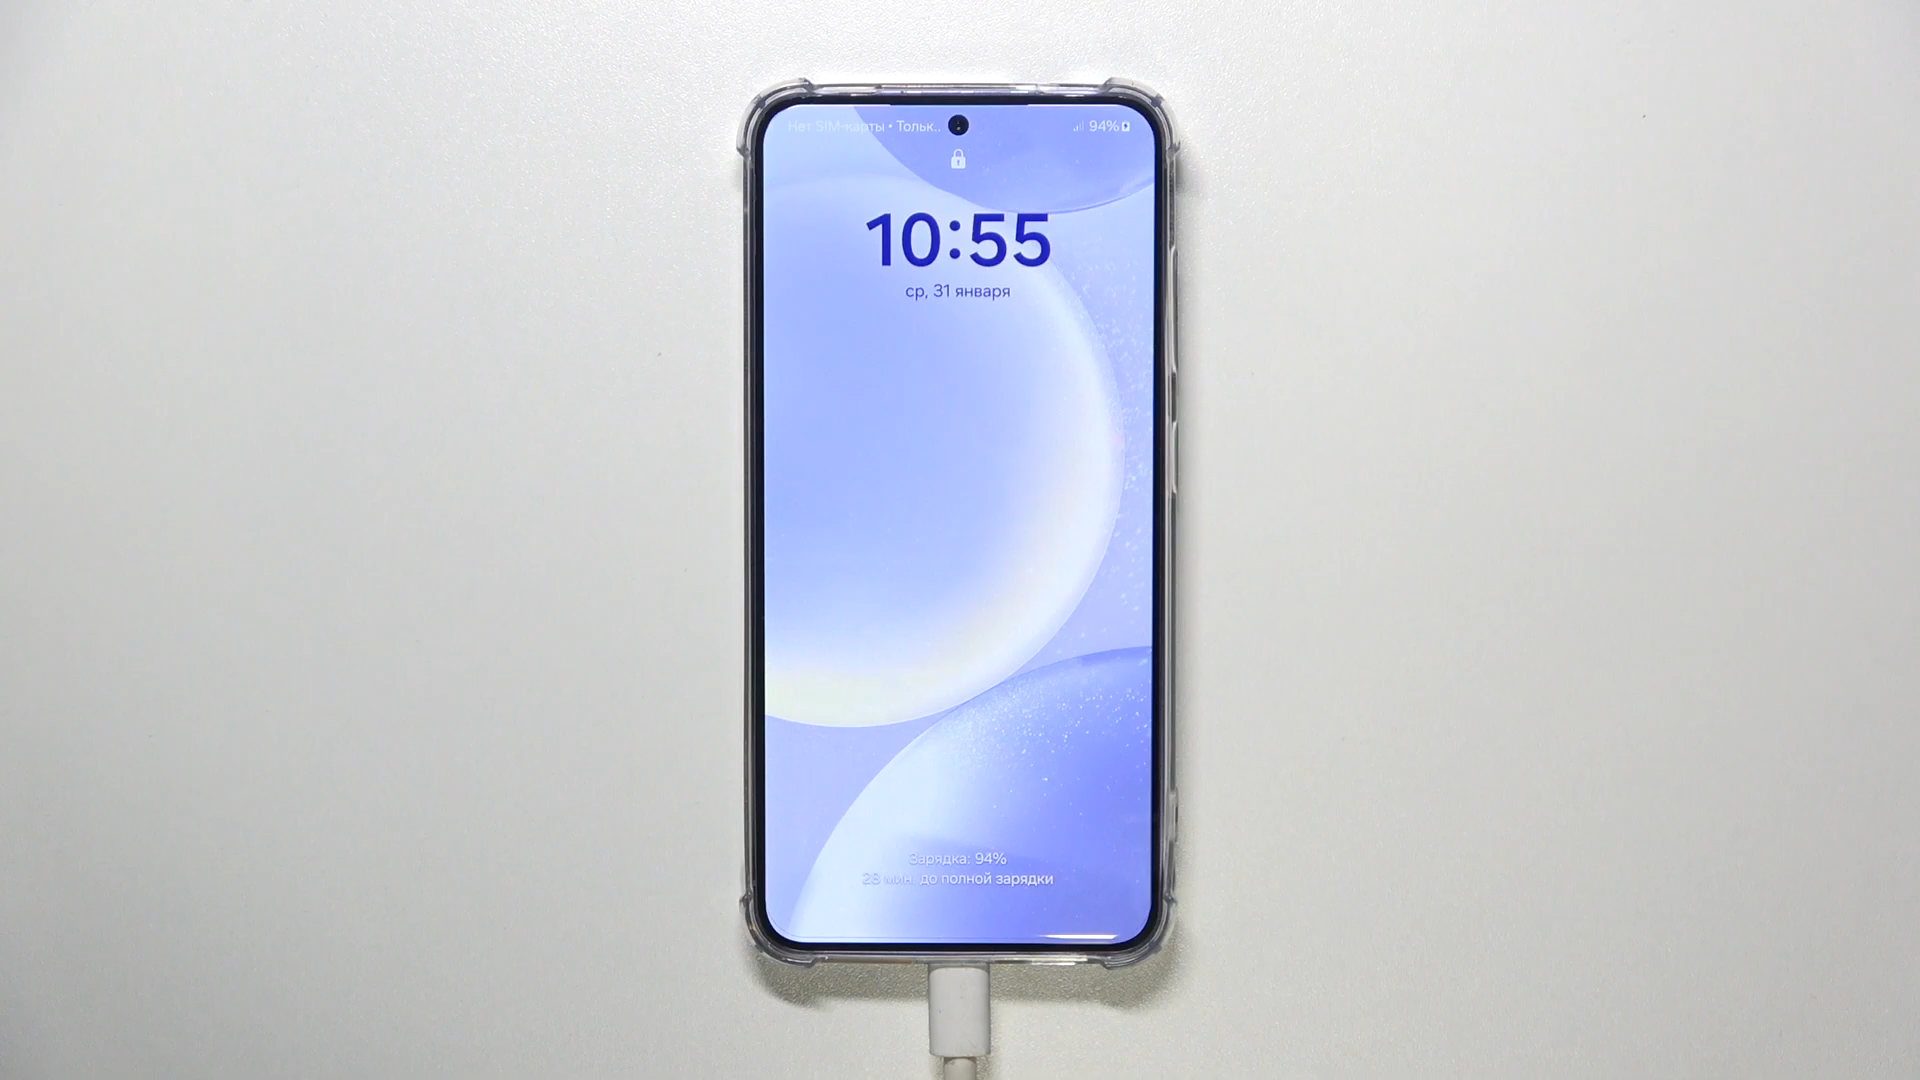 Нет SIM-карты • Тольк..
94%
10:55
ср, 31 января
Зарядка: 94%
28 мин. до полной зарядки